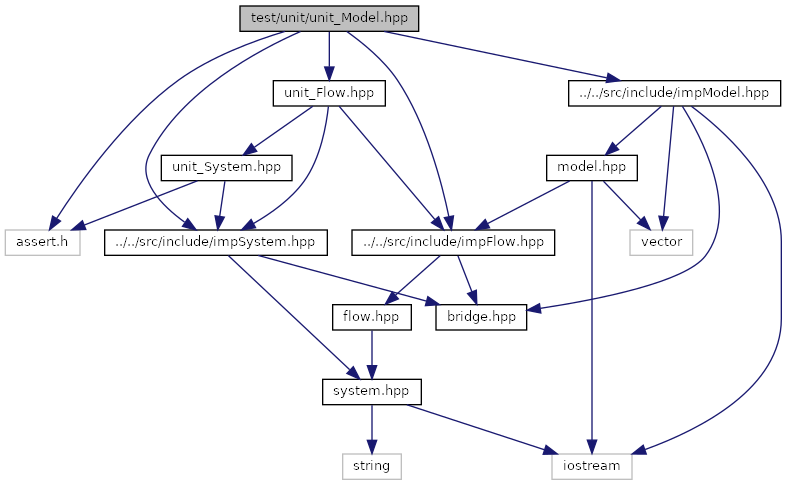 test/unit/unit_Model.hpp
unit_Flow.hpp
../../src/include/impModel.hpp
unit_System.hpp
model.hpp
assert.h
../../src/include/impSystem.hpp
../../src/include/impFlow.hpp
vector
flow.hpp
bridge.hpp
system.hpp
string
iostream